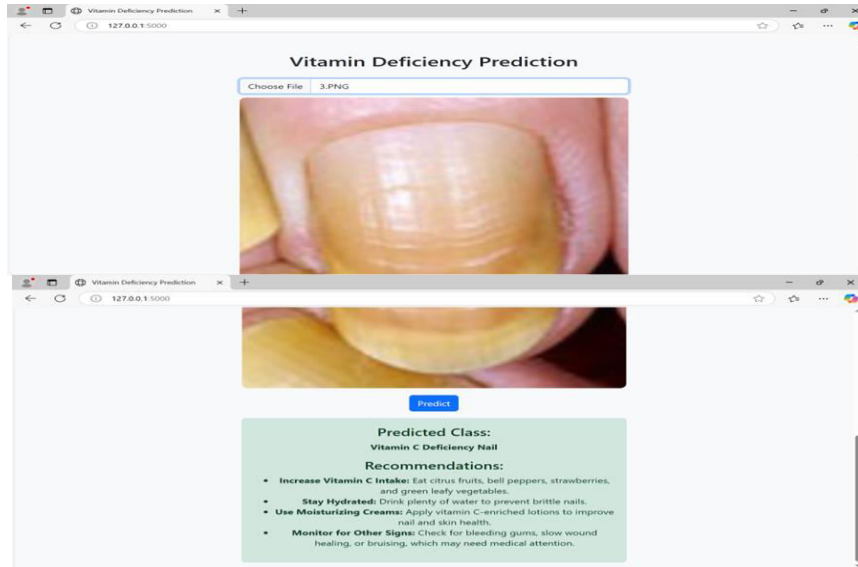 Vitamin Deficiency Prediction
127.0.0.1:5000
Vitamin Deficiency Prediction
Choose File 3.PNG
Vitamin Deficiency Prediction
127.0.0.1:5000
Predict
Predicted Class:
Vitamin C Deficiency Nail
Recommendations:
• Increase Vitamin C Intake: Eat citrus fruits, bell peppers, strawberries,
and green leafy vegetables.
• Stay Hydrated: Drink plenty of water to prevent brittle nails.
• Use Moisturizing Creams: Apply vitamin C-enriched lotions to improve
nail and skin health.
• Monitor for Other Signs: Check for bleeding gums, slow wound
healing, or bruising, which may need medical attention.